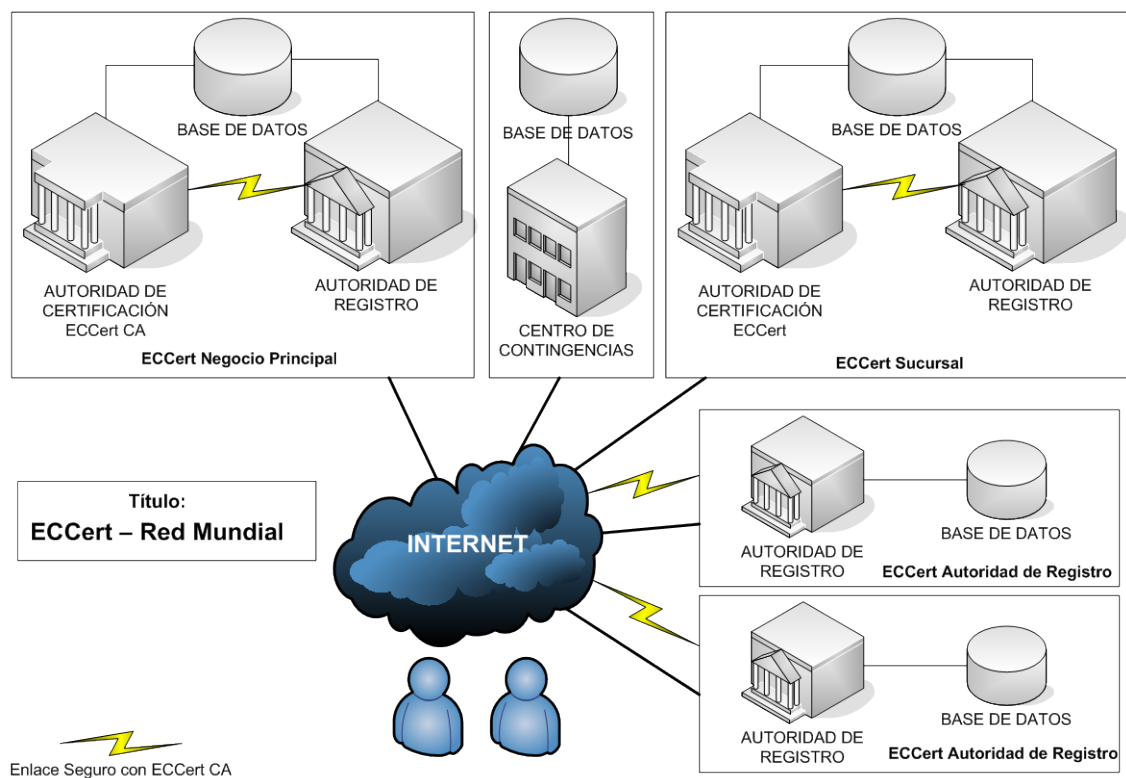 BASE DE DATOS
AUTORIDAD DE
CERTIFICACIÓN
ECCert CA
AUTORIDAD DE
REGISTRO
ECCert Negocio Principal
BASE DE DATOS
CENTRO DE
CONTINGENCIAS
BASE DE DATOS
AUTORIDAD DE
CERTIFICACIÓN
ECCert
AUTORIDAD DE
REGISTRO
ECCert Sucursal
Título:
ECCert – Red Mundial
INTERNET
AUTORIDAD DE
REGISTRO
BASE DE DATOS
ECCert Autoridad de Registro
AUTORIDAD DE
REGISTRO
BASE DE DATOS
ECCert Autoridad de Registro
Enlace Seguro con ECCert CA